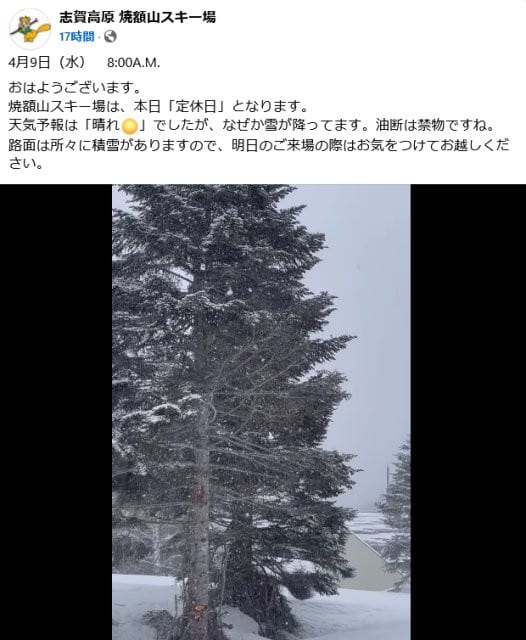 志賀高原 焼額山スキー場
17時間 ·
4月9日（水） 8:00A.M.
おはようございます。
焼額山スキー場は、本日「定休日」となります。
天気予報は「晴れ☀」でしたが、なぜか雪が降ってます。油断は禁物ですね。
路面は所々に積雪がありますので、明日のご来場の際はお気をつけてお越しくだ
さい。